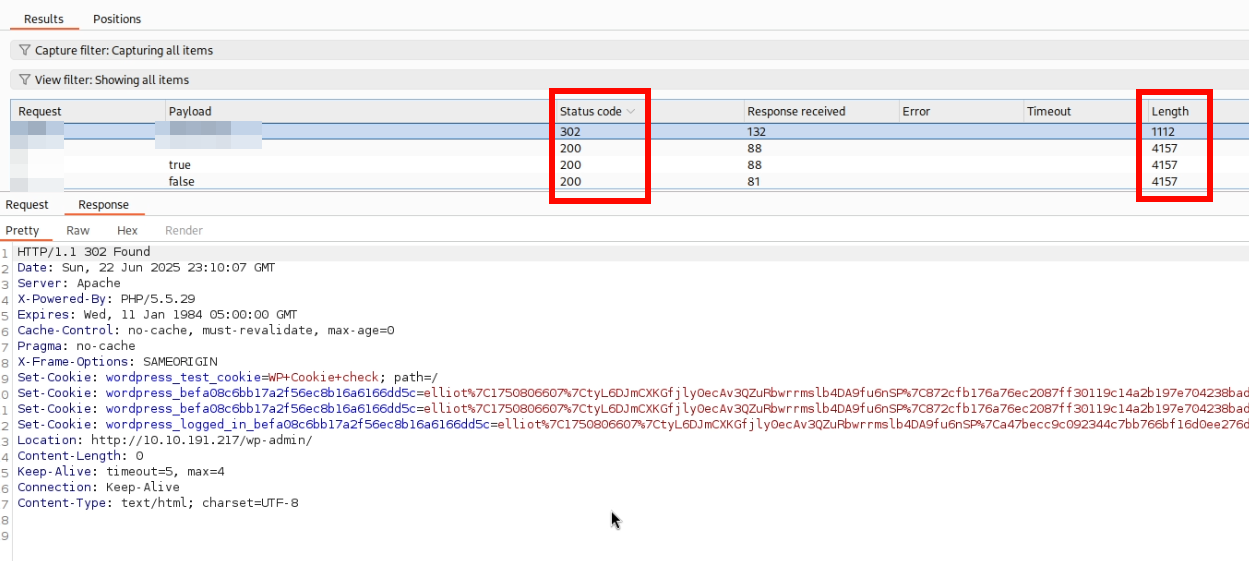 Results Positions
Capture filter: Capturing all items
View filter: Showing all items
Request Payload Status code Response received Error Timeout Length
302 132 1112
200 88 4157
true 200 88 4157
false 200 81 4157
Request Response
Pretty Raw Hex Render
1 HTTP/1.1 302 Found
2 Date: Sun, 22 Jun 2025 23:10:07 GMT
3 Server: Apache
4 X-Powered-By: PHP/5.5.29
5 Expires: Wed, 11 Jan 1984 05:00:00 GMT
6 Cache-Control: no-cache, must-revalidate, max-age=0
7 Pragma: no-cache
8 X-Frame-Options: SAMEORIGIN
9 Set-Cookie: wordpress_test_cookie=WP+Cookie+check; path=/
0 Set-Cookie: wordpress_befa08c6bb17a2f56ec8b16a6166dd5c=elliot%7C1750806607%7CtyL6DJmCXKGfjlyOecAv3QZuRbwrrmslb4DA9fu6nSP%7C872cfb176a76ec2087ff30119c14a2b197e704238bad
1 Set-Cookie: wordpress_befa08c6bb17a2f56ec8b16a6166dd5c=elliot%7C1750806607%7CtyL6DJmCXKGfjlyOecAv3QZuRbwrrmslb4DA9fu6nSP%7C872cfb176a76ec2087ff30119c14a2b197e704238bad
2 Set-Cookie: wordpress_logged_in_befa08c6bb17a2f56ec8b16a6166dd5c=elliot%7C1750806607%7CtyL6DJmCXKGfjlyOecAv3QZuRbwrrmslb4DA9fu6nSP%7Ca47becc9c092344c7bb766bf16d0ee276d
3 Location: http://10.10.191.217/wp-admin/
4 Content-Length: 0
5 Keep-Alive: timeout=5, max=4
6 Connection: Keep-Alive
7 Content-Type: text/html; charset=UTF-8
8
9